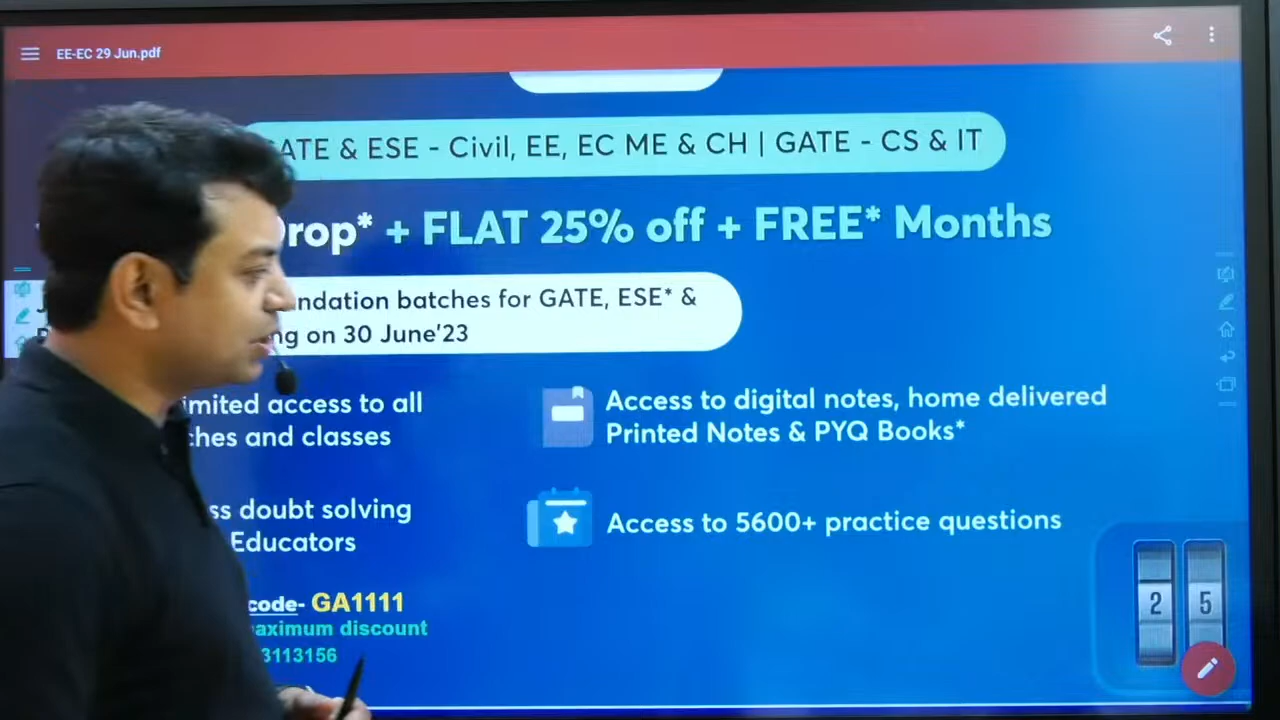 EE-EC 29 Jun.pdf
GATE & ESE - Civil, EE, EC ME & CH | GATE - CS & IT
rop* + FLAT 25% off + FREE* Months
ndation batches for GATE, ESE* &
ng on 30 June'23
imited access to all
ches and classes
Access to digital notes, home delivered
Printed Notes & PYQ Books*
ss doubt solving
Educators
Access to 5600+ practice questions
code- GA1111
aximum discount
3113156
2 5